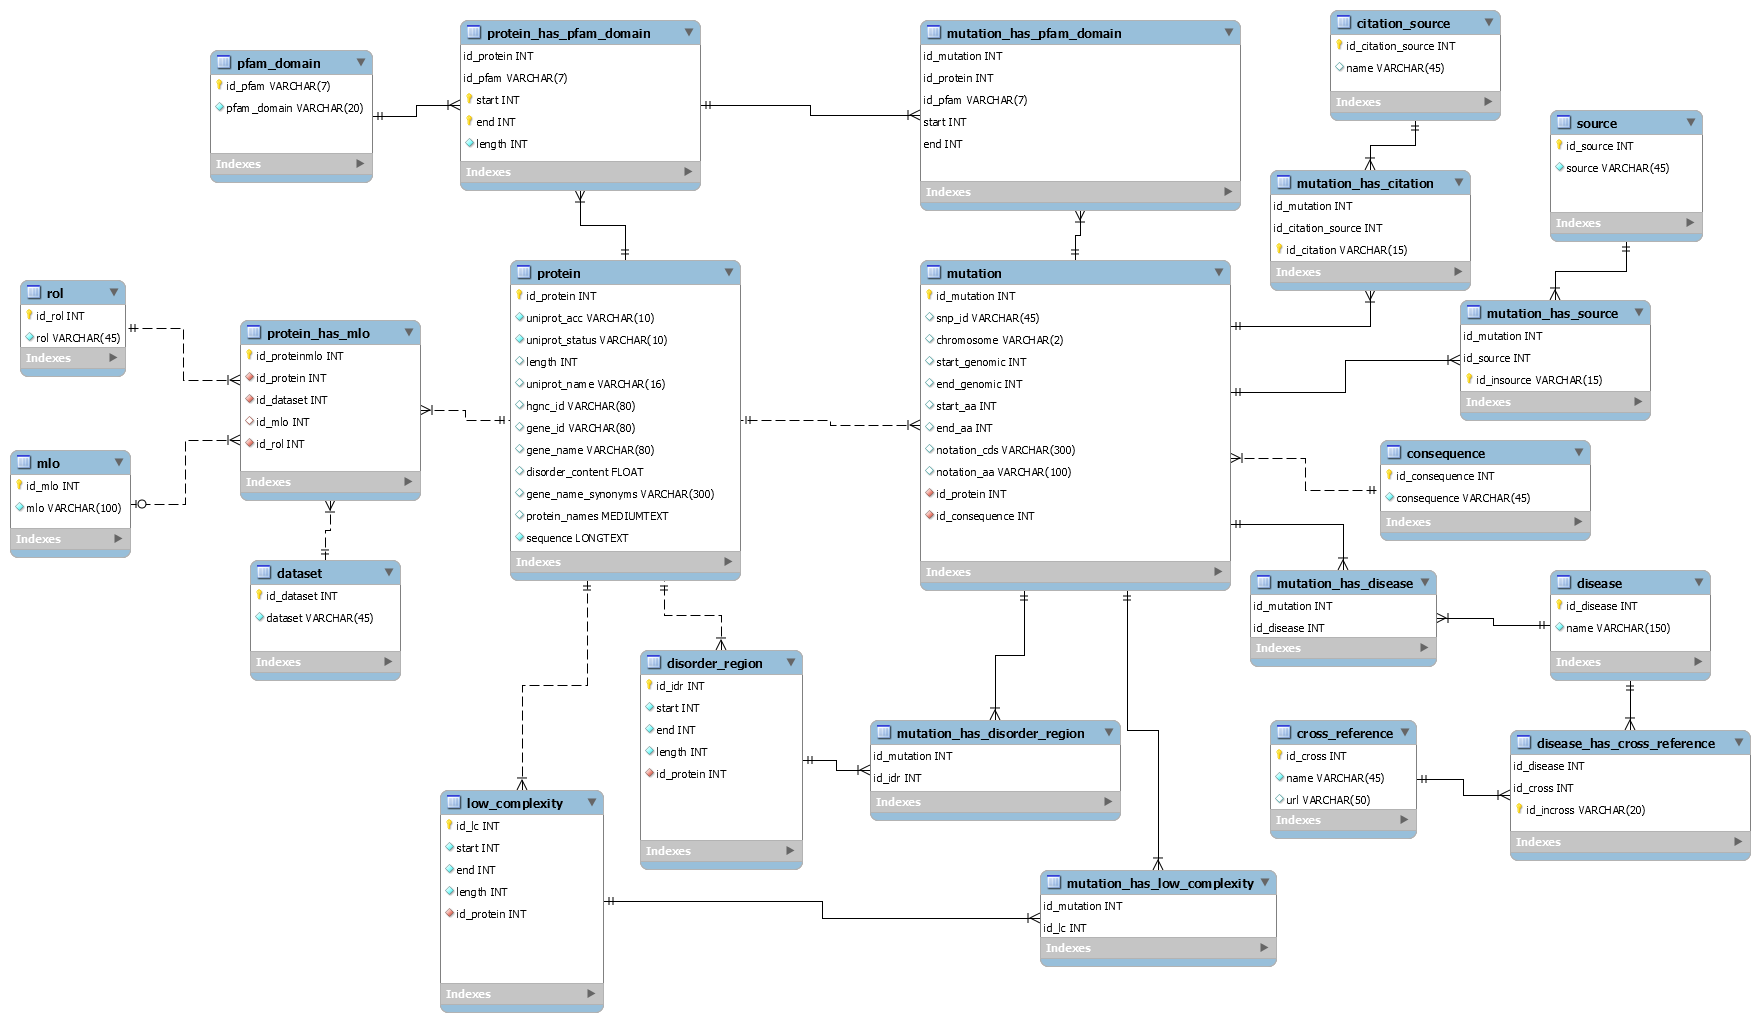 pfam_domain
id_pfam VARCHAR(7)
pfam_domain VARCHAR(20)
Indexes
protein_has_pfam_domain
id_protein INT
id_pfam VARCHAR(7)
start INT
end INT
length INT
Indexes
mutation_has_pfam_domain
id_mutation INT
id_protein INT
id_pfam VARCHAR(7)
start INT
end INT
Indexes
citation_source
id_citation_source INT
name VARCHAR(45)
Indexes
source
id_source INT
source VARCHAR(45)
Indexes
mutation_has_citation
id_mutation INT
id_citation_source INT
id_citation VARCHAR(15)
Indexes
rol
id_rol INT
rol VARCHAR(45)
Indexes
protein_has_mlo
id_proteinmlo INT
id_protein INT
id_dataset INT
id_mlo INT
id_rol INT
Indexes
protein
id_protein INT
uniprot_acc VARCHAR(10)
uniprot_status VARCHAR(10)
length INT
uniprot_name VARCHAR(16)
hgnc_id VARCHAR(80)
gene_id VARCHAR(80)
gene_name VARCHAR(80)
disorder_content FLOAT
gene_name_synonyms VARCHAR(300)
protein_names MEDIUMTEXT
sequence LONGTEXT
Indexes
mutation
id_mutation INT
snp_id VARCHAR(45)
chromosome VARCHAR(2)
start_genomic INT
end_genomic INT
start_aa INT
end_aa INT
notation_cds VARCHAR(300)
notation_aa VARCHAR(100)
id_protein INT
id_consequence INT
Indexes
mutation_has_source
id_mutation INT
id_source INT
id_insource VARCHAR(15)
Indexes
mlo
id_mlo INT
mlo VARCHAR(100)
Indexes
consequence
id_consequence INT
consequence VARCHAR(45)
Indexes
dataset
id_dataset INT
dataset VARCHAR(45)
Indexes
mutation_has_disease
id_mutation INT
id_disease INT
Indexes
disease
id_disease INT
name VARCHAR(150)
Indexes
disorder_region
id_idr INT
start INT
end INT
length INT
id_protein INT
Indexes
mutation_has_disorder_region
id_mutation INT
id_idr INT
Indexes
cross_reference
id_cross INT
name VARCHAR(45)
url VARCHAR(50)
Indexes
disease_has_cross_reference
id_disease INT
id_cross INT
id_incross VARCHAR(20)
Indexes
low_complexity
id_lc INT
start INT
end INT
length INT
id_protein INT
Indexes
mutation_has_low_complexity
id_mutation INT
id_lc INT
Indexes